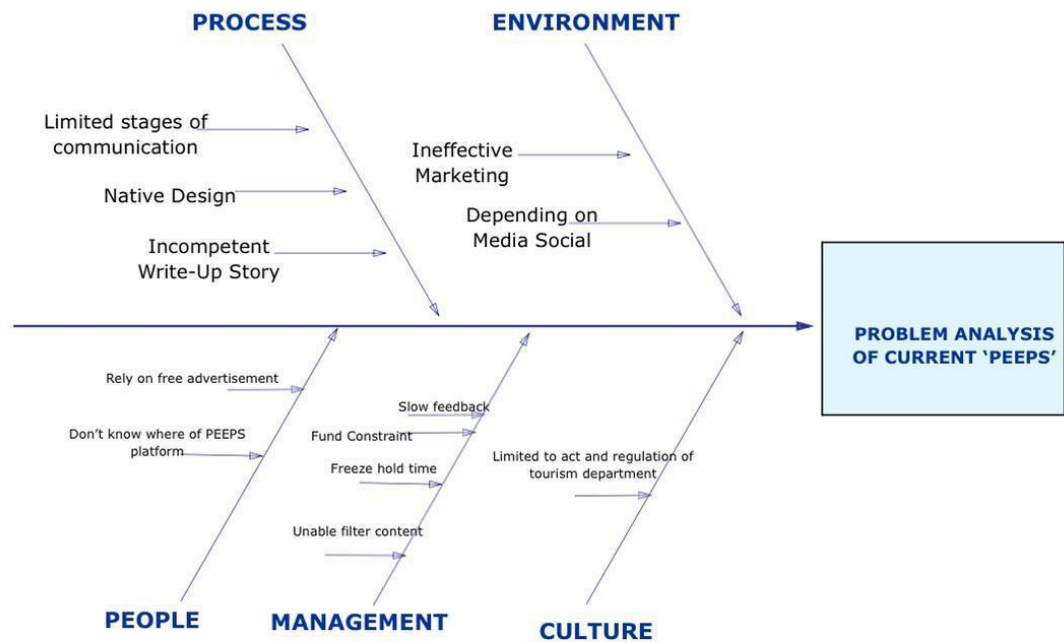 PROCESS
ENVIRONMENT
Limited stages of
communication
Native Design
Incompetent
Write-Up Story
Ineffective
Marketing
Depending on
Media Social
PROBLEM ANALYSIS
OF CURRENT ‘PEEPS’
Rely on free advertisement
Don’t know where of PEEPS
platform
Slow feedback
Fund Constraint
Freeze hold time
Unable filter content
Limited to act and regulation of
tourism department
PEOPLE
MANAGEMENT
CULTURE